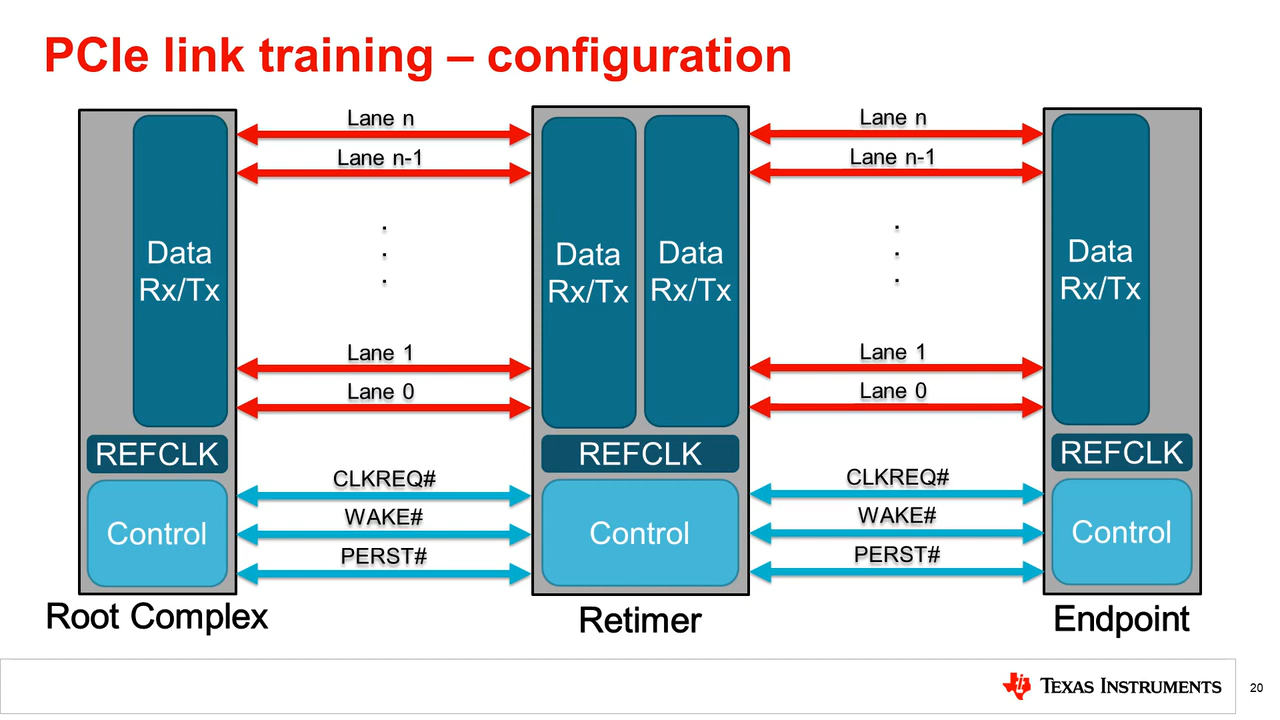 PCIe link training – configuration
Lane n
Lane n-1
.
.
.
Lane 1
Lane 0
CLKREQ#
WAKE#
PERST#
Lane n
Lane n-1
.
.
.
Lane 1
Lane 0
CLKREQ#
WAKE#
PERST#
Data
Rx/Tx
REFCLK
Control
Root Complex
Data
Rx/Tx
Data
Rx/Tx
REFCLK
Control
Retimer
Data
Rx/Tx
REFCLK
Control
Endpoint
TEXAS INSTRUMENTS
20